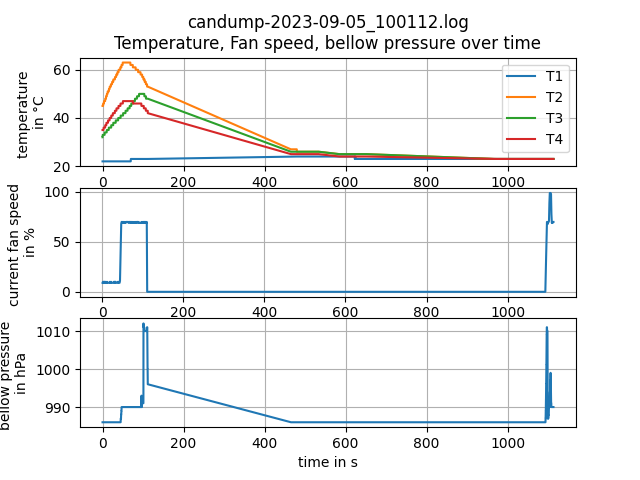 candump-2023-09-05_100112.log
Temperature, Fan speed, bellow pressure over time
temperature
in °C
60
40
20
T1
T2
T3
T4
0 200 400 600 800 1000
current fan speed
in %
100
50
0
0 200 400 600 800 1000
bellow pressure
in hPa
1010
1000
990
0 200 400 600 800 1000
time in s